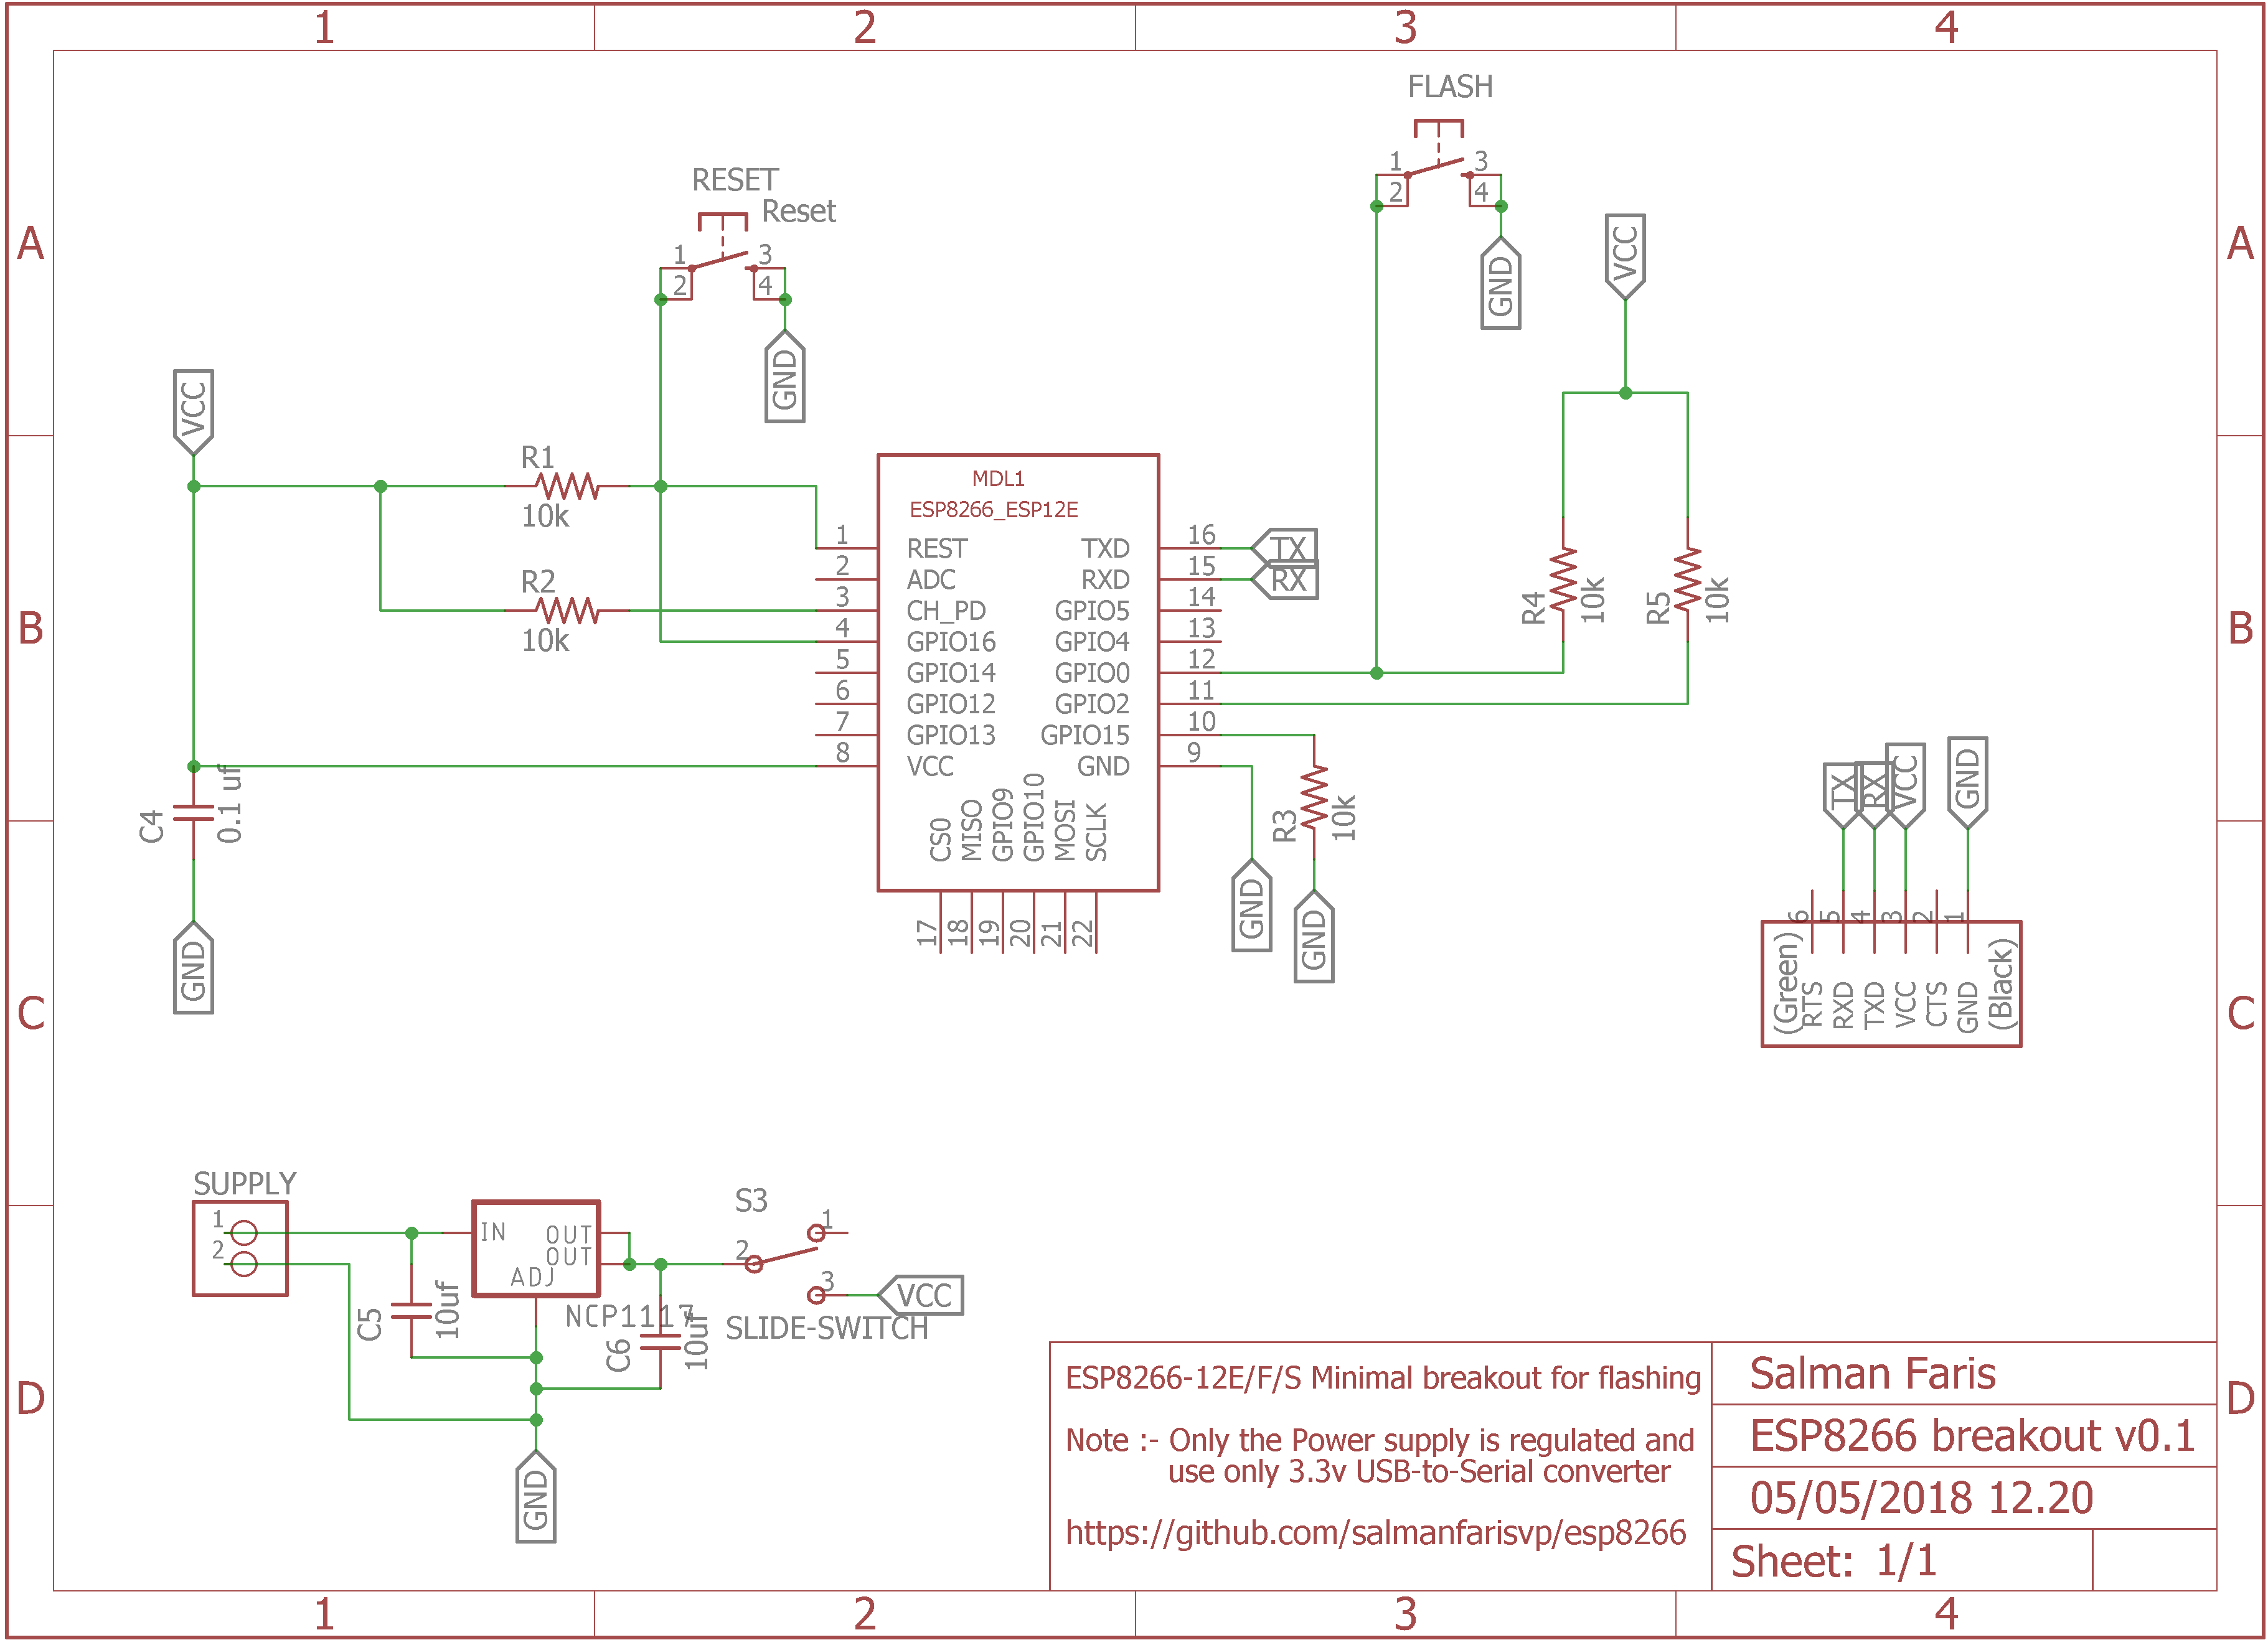 1 2 3 4
A A
B B
C C
D D
FLASH
1 3
2 4
GND
VCC
RESET
Reset
1 3
2 4
GND
VCC
R1
10k
R2
10k
C4
0.1 uf
GND
MDL1
ESP8266_ESP12E
1 REST TXD 16 TX
2 ADC RXD 15 RX
3 CH_PD GPIO5 14
4 GPIO16 GPIO4 13
5 GPIO14 GPIO0 12
6 GPIO12 GPIO2 11
7 GPIO13 GPIO15 10
8 VCC GND 9
CS0 MISO GPIO9 GPIO10 MOSI SCLK
17 18 19 20 21 22
R4
10k
R5
10k
R3
10k
GND
GND
TX RX VCC GND
6 5 4 3 2 1
(Green) RTS RXD TXD VCC CTS GND (Black)
SUPPLY
1
2
C5
10uf
IN OUT
OUT
ADJ
NCP1117
C6
10uf
GND
S3
1
2
3
VCC
SLIDE-SWITCH
ESP8266-12E/F/S Minimal breakout for flashing
Note :- Only the Power supply is regulated and
use only 3.3v USB-to-Serial converter
https://github.com/salmanfarisvp/esp8266
Salman Faris
ESP8266 breakout v0.1
05/05/2018 12.20
Sheet: 1/1
1 2 3 4